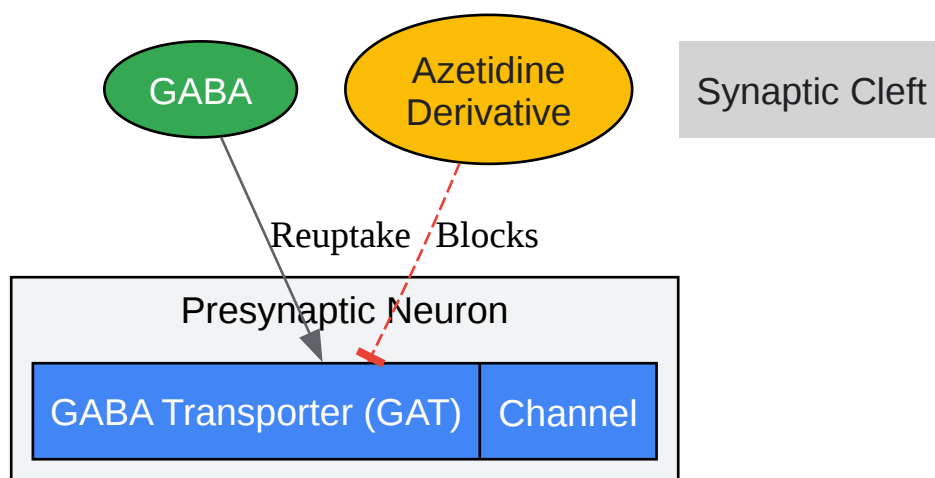 GABA
Azetidine
Derivative
Synaptic Cleft
Reuptake
Blocks
Presynaptic Neuron
GABA Transporter (GAT)
Channel